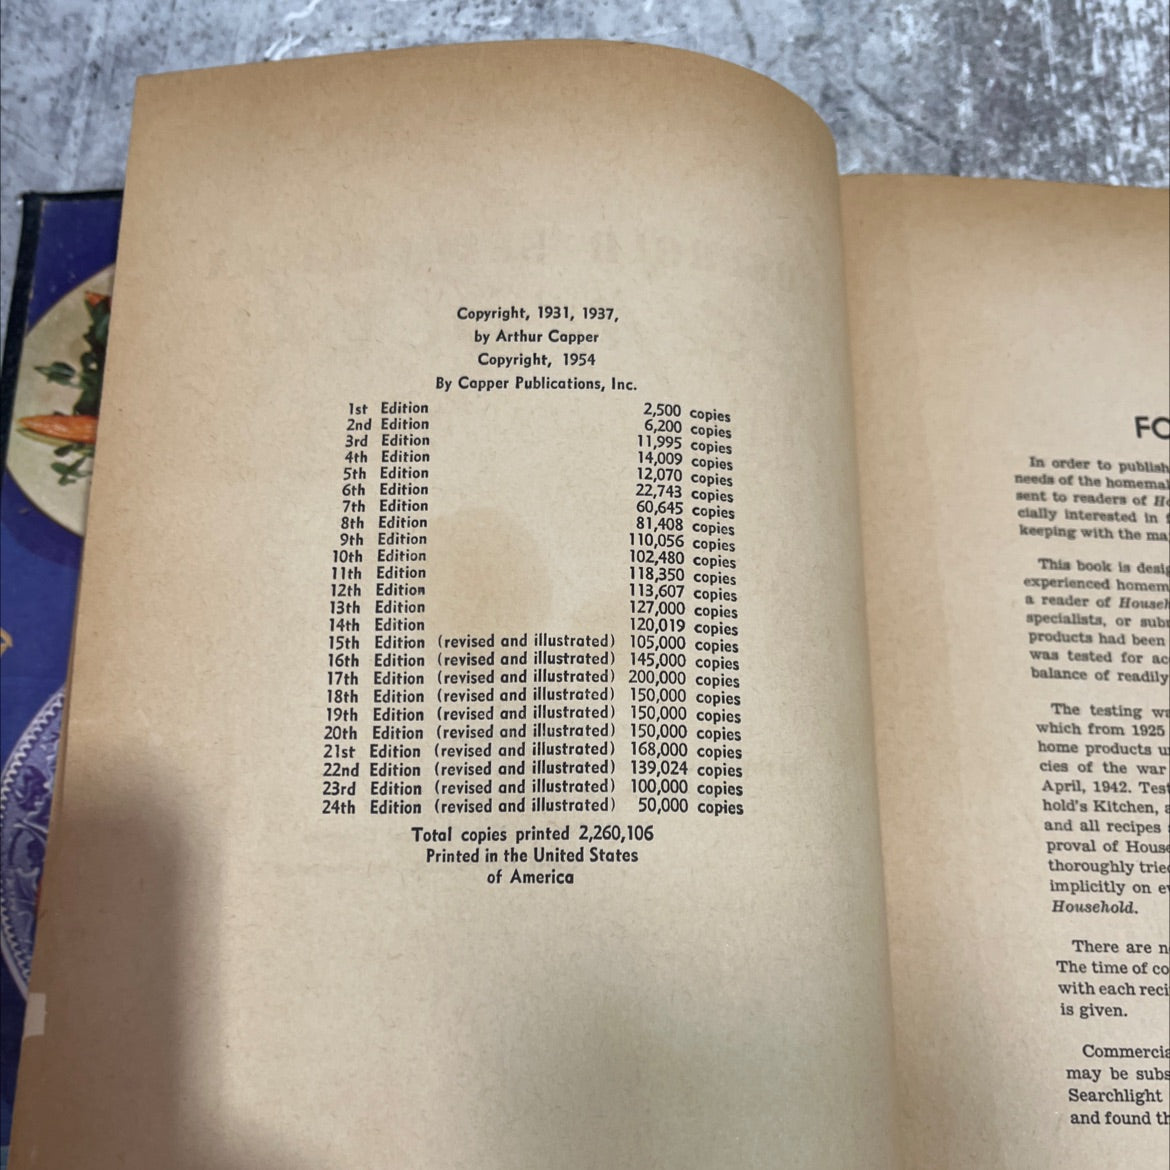 Copyright, 1931, 1937,
by Arthur Capper
Copyright, 1954
By Capper Publications, Inc.
1st Edition 2,500 copies
2nd Edition 6,200 copies
3rd Edition 11,995 copies
4th Edition 14,009 copies
5th Edition 12,070 copies
6th Edition 22,743 copies
7th Edition 60,645 copies
8th Edition 81,408 copies
9th Edition 110,056 copies
10th Edition 102,480 copies
11th Edition 118,350 copies
12th Edition 113,607 copies
13th Edition 127,000 copies
14th Edition 120,019 copies
15th Edition (revised and illustrated) 105,000 copies
16th Edition (revised and illustrated) 145,000 copies
17th Edition (revised and illustrated) 200,000 copies
18th Edition (revised and illustrated) 150,000 copies
19th Edition (revised and illustrated) 150,000 copies
20th Edition (revised and illustrated) 150,000 copies
21st Edition (revised and illustrated) 168,000 copies
22nd Edition (revised and illustrated) 139,024 copies
23rd Edition (revised and illustrated) 100,000 copies
24th Edition (revised and illustrated) 50,000 copies
Total copies printed 2,260,106
Printed in the United States
of America
FO
In order to publish
needs of the homemal
sent to readers of H
cially interested in
keeping with the ma
This book is desig
experienced homem
a reader of Househ
specialists, or subs
products had been
was tested for ac
balance of readily
The testing wa
which from 1925
home products u
cies of the war
April, 1942. Test
hold's Kitchen, a
and all recipes
proval of House
thoroughly tried
implicitly on ev
Household.
There are n
The time of co
with each reci
is given.
Commercia
may be subs
Searchlight
and found th